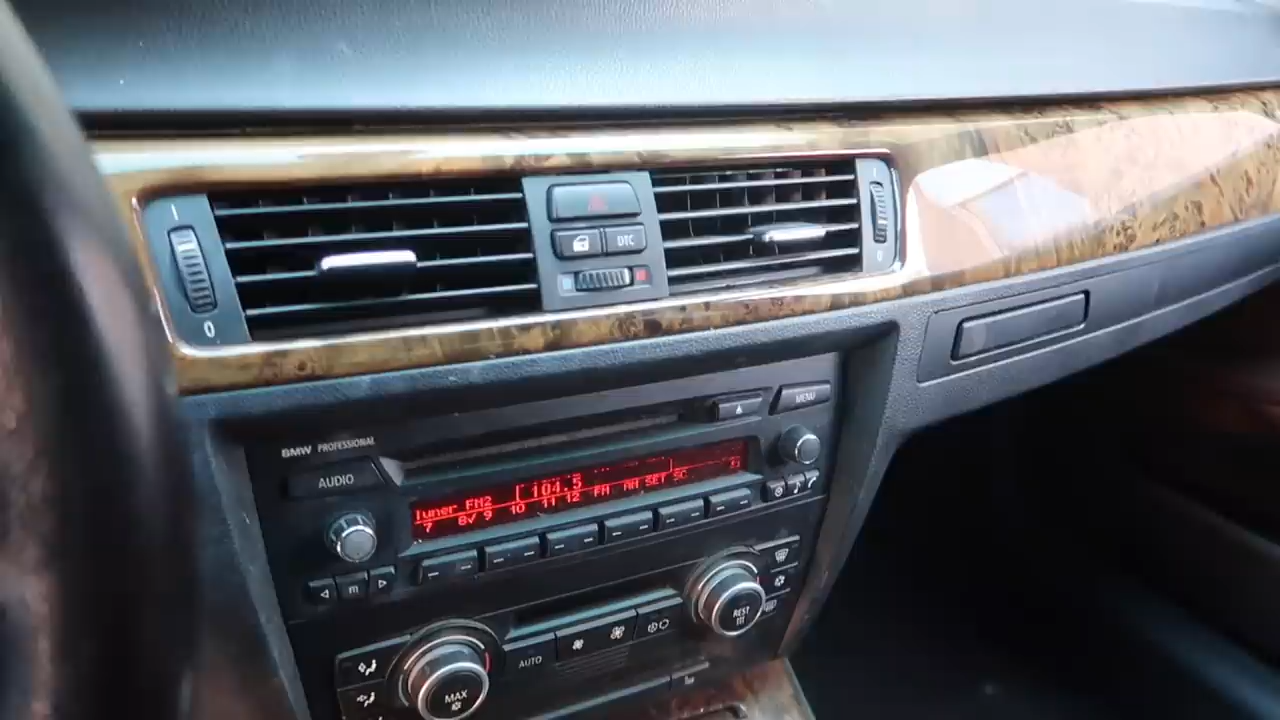 I
I
DTC
0
0
MENU
BMW PROFESSIONAL
AUDIO
Tuner FM2 [104.5
7 8✓ 9 10 11 12 FM AM SET SC
m
REST
AUTO
MAX